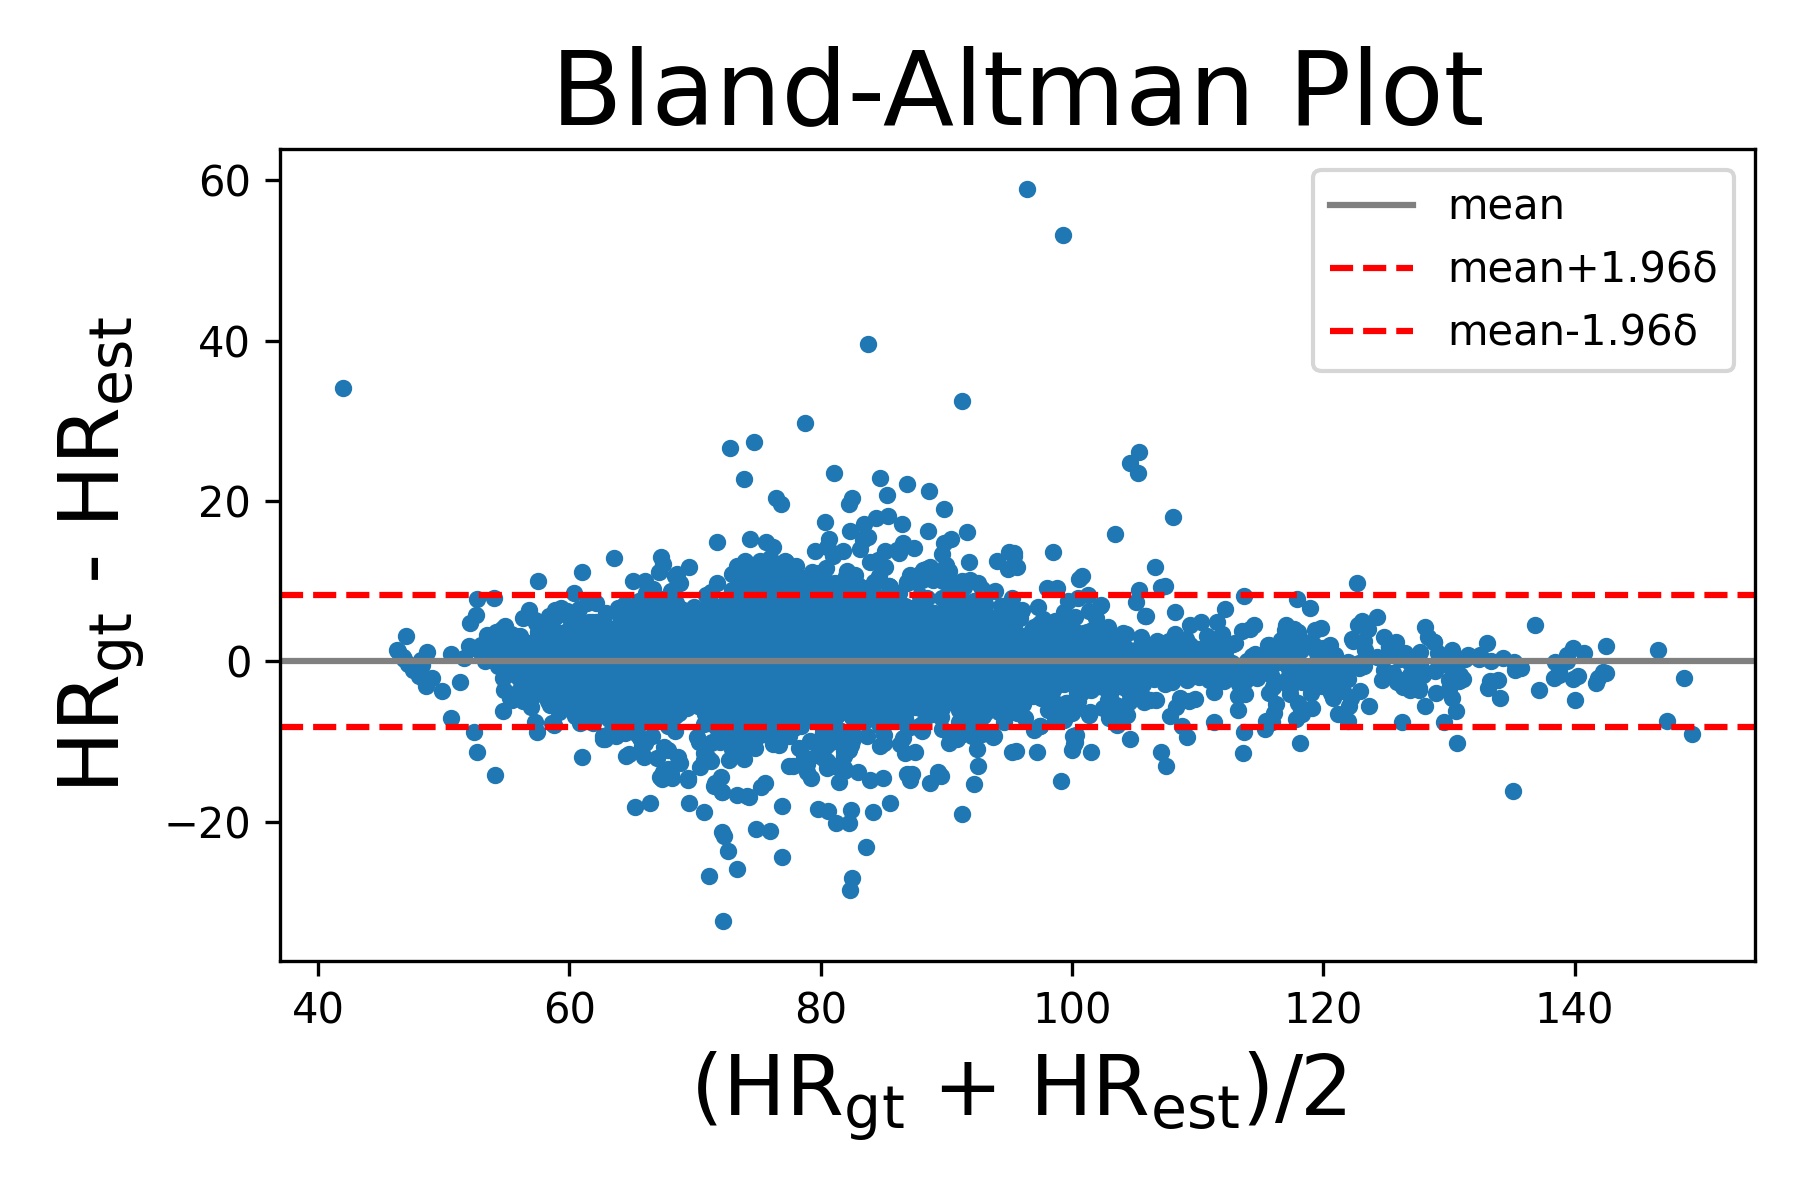 Bland-Altman Plot
HRgt - HRest
60
40
20
0
−20
mean
mean+1.96δ
mean-1.96δ
40 60 80 100 120 140
(HRgt + HRest)/2